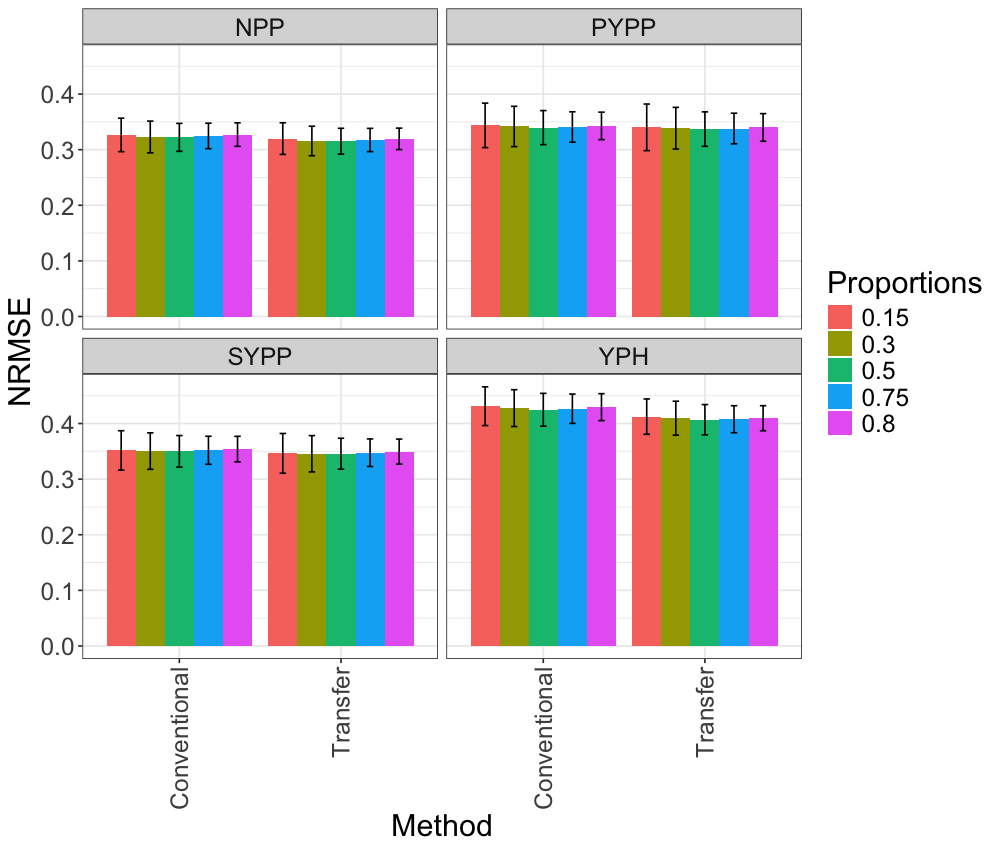 NPP
PYPP
0.4
0.3
0.2
0.1
0.0
SYPP
YPH
0.4
0.3
0.2
0.1
0.0
NRMSE
Conventional
Transfer
Conventional
Transfer
Method
Proportions
0.15
0.3
0.5
0.75
0.8